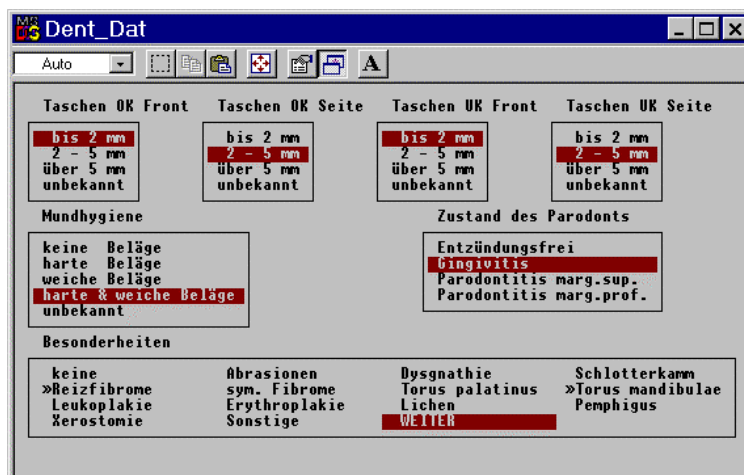 MS
DOS
Dent_Dat
Auto
A
Taschen OK Front Taschen OK Seite Taschen UK Front Taschen UK Seite
bis 2 mm bis 2 mm bis 2 mm bis 2 mm
2 - 5 mm 2 - 5 mm 2 - 5 mm 2 - 5 mm
über 5 mm über 5 mm über 5 mm über 5 mm
unbekannt unbekannt unbekannt unbekannt
Mundhygiene Zustand des Parodonts
keine Beläge Entzündungsfrei
harte Beläge Gingivitis
weiche Beläge Parodontitis marg.sup.
harte & weiche Beläge Parodontitis marg.prof.
unbekannt
Besonderheiten
keine Abrasionen Dysgnathie Schlotterkamm
»Reizfibrome sym. Fibrome Torus palatinus »Torus mandibulae
Leukoplakie Erythroplakie Lichen Pemphigus
Xerostomie Sonstige WEITER